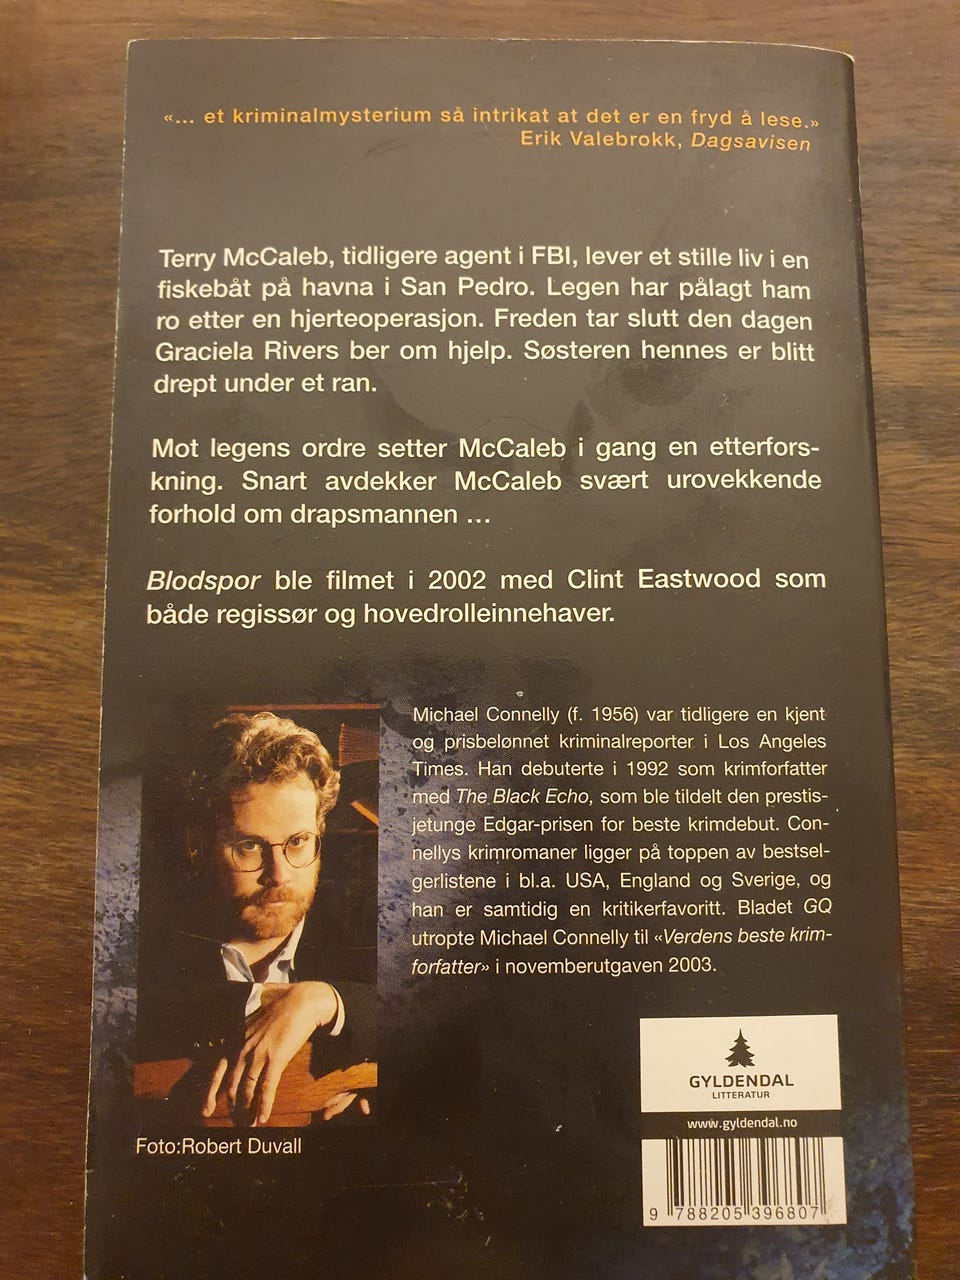 «... et kriminalmysterium så intrikat at det er en fryd å lese.»
Erik Valebrokk, Dagsavisen
Terry McCaleb, tidligere agent i FBI, lever et stille liv i en
fiskebåt på havna i San Pedro. Legen har pålagt ham
ro etter en hjerteoperasjon. Freden tar slutt den dagen
Graciela Rivers ber om hjelp. Søsteren hennes er blitt
drept under et ran.
Mot legens ordre setter McCaleb i gang en etterfors-
kning. Snart avdekker McCaleb svært urovekkende
forhold om drapsmannen ...
Blodspor ble filmet i 2002 med Clint Eastwood som
både regissør og hovedrolleinnehaver.
Michael Connelly (f. 1956) var tidligere en kjent
og prisbelønnet kriminalreporter i Los Angeles
Times. Han debuterte i 1992 som krimforfatter
med The Black Echo, som ble tildelt den prestis-
jetunge Edgar-prisen for beste krimdebut. Con-
nellys krimromaner ligger på toppen av bestsel-
gerlistene i bl.a. USA, England og Sverige, og
han er samtidig en kritikerfavoritt. Bladet GQ
utropte Michael Connelly til «Verdens beste krim-
forfatter» i novemberutgaven 2003.
Foto:Robert Duvall
GYLDENDAL
LITTERATUR
www.gyldendal.no
9 788205 396807